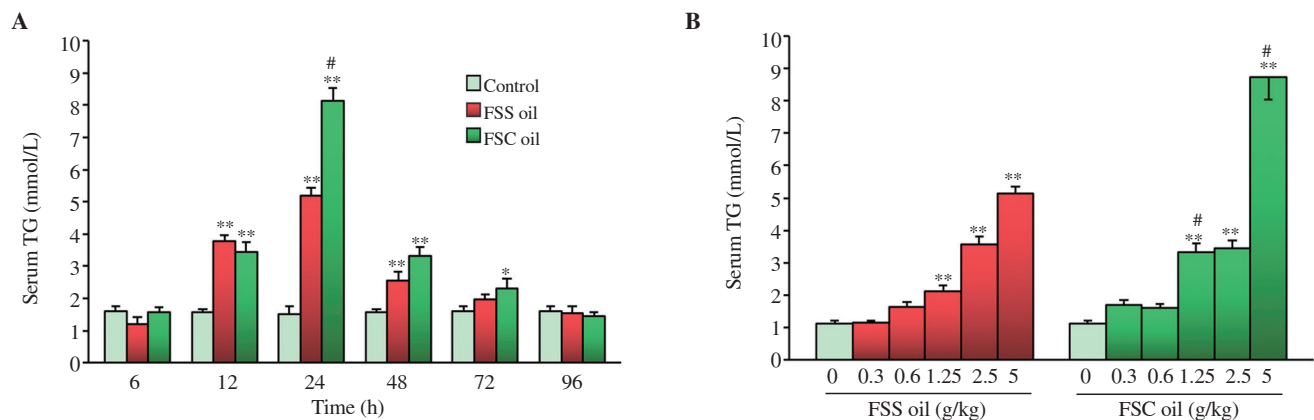 A
10
9
8
7
6
5
4
3
2
1
0
Serum TG (mmol/L)
Control
FSS oil
FSC oil
** **
** ** #
** **
*
6 12 24 48 72 96
Time (h)
B
10
9
8
7
6
5
4
3
2
1
0
Serum TG (mmol/L)
** ** **
#
** ** #
**
0 0.3 0.6 1.25 2.5 5 0 0.3 0.6 1.25 2.5 5
FSS oil (g/kg) FSC oil (g/kg)